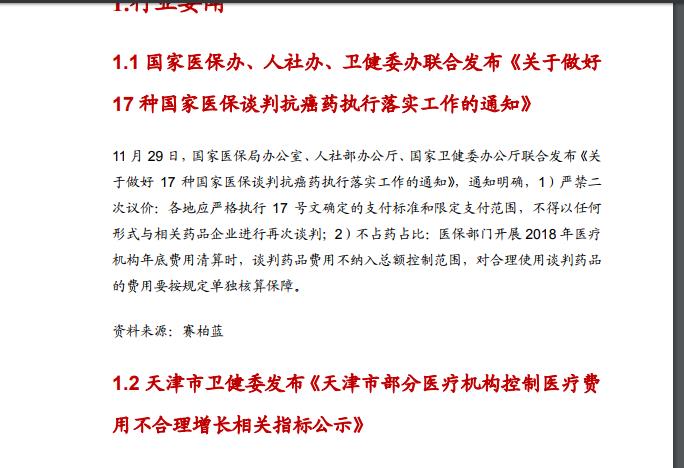 1.行业要闻
1.1 国家医保办、人社办、卫健委办联合发布《关于做好
17 种国家医保谈判抗癌药执行落实工作的通知》
11 月 29 日，国家医保局办公室、人社部办公厅、国家卫健委办公厅联合发布《关
于做好 17 种国家医保谈判抗癌药执行落实工作的通知》，通知明确，1）严禁二
次议价：各地应严格执行 17 号文确定的支付标准和限定支付范围，不得以任何
形式与相关药品企业进行再次谈判；2）不占药占比：医保部门开展 2018 年医疗
机构年底费用清算时，谈判药品费用不纳入总额控制范围，对合理使用谈判药品
的费用要按规定单独核算保障。
资料来源：赛柏蓝
1.2 天津市卫健委发布《天津市部分医疗机构控制医疗费
用不合理增长相关指标公示》